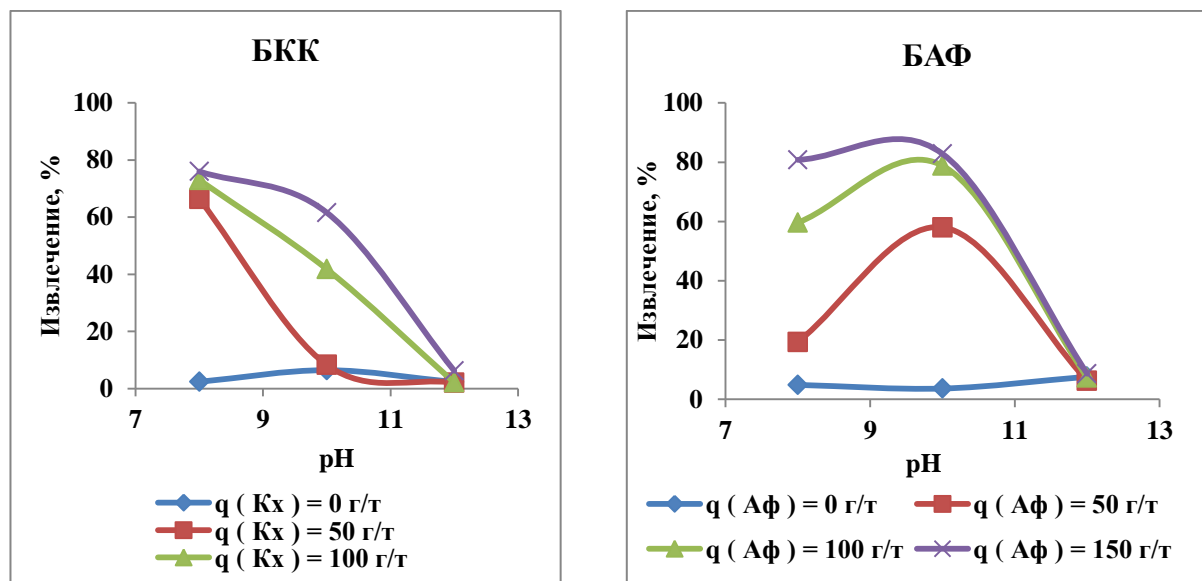 БКК
Извлечение, %
100
80
60
40
20
0
7
9
11
13
pH
q ( Кх ) = 0 г/т
q ( Кх ) = 50 г/т
q ( Кх ) = 100 г/т
БАФ
Извлечение, %
100
80
60
40
20
0
7
9
11
13
pH
q ( Аф ) = 0 г/т
q ( Аф ) = 50 г/т
q ( Аф ) = 100 г/т
q ( Аф ) = 150 г/т